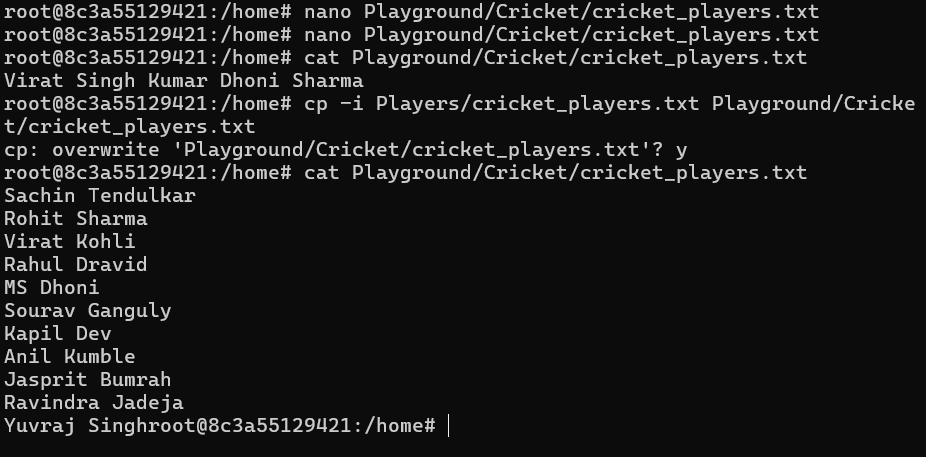 root@8c3a55129421:/home# nano Playground/Cricket/cricket_players.txt
root@8c3a55129421:/home# nano Playground/Cricket/cricket_players.txt
root@8c3a55129421:/home# cat Playground/Cricket/cricket_players.txt
Virat Singh Kumar Dhoni Sharma
root@8c3a55129421:/home# cp -i Players/cricket_players.txt Playground/Cricke
t/cricket_players.txt
cp: overwrite 'Playground/Cricket/cricket_players.txt'? y
root@8c3a55129421:/home# cat Playground/Cricket/cricket_players.txt
Sachin Tendulkar
Rohit Sharma
Virat Kohli
Rahul Dravid
MS Dhoni
Sourav Ganguly
Kapil Dev
Anil Kumble
Jasprit Bumrah
Ravindra Jadeja
Yuvraj Singhroot@8c3a55129421:/home#